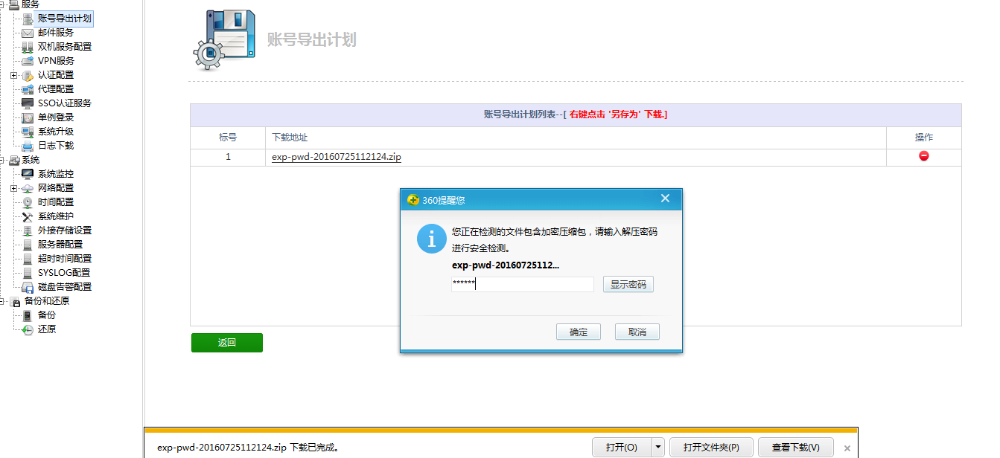 服务
账号导出计划
邮件服务
双机服务配置
VPN服务
认证配置
代理配置
SSO认证服务
单例登录
系统升级
日志下载
系统
系统监控
网络配置
时间配置
系统维护
外接存储设置
服务器配置
超时时间配置
SYSLOG配置
磁盘告警配置
备份和还原
备份
还原
账号导出计划
账号导出计划列表--[ 右键点击 '另存为' 下载.]
标号 下载地址 操作
1 exp-pwd-20160725112124.zip
返回
360提醒您
您正在检测的文件包含加密压缩包，请输入解压密码
进行安全检测。
exp-pwd-20160725112...
****** 显示密码
确定 取消
exp-pwd-20160725112124.zip 下载已完成。 打开(O) 打开文件夹(P) 查看下载(V)